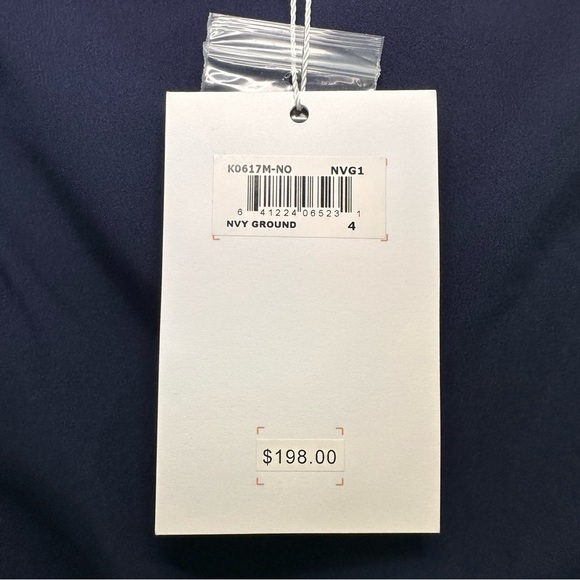 K0617M-NO NVG1
6 41224 06523 1
NVY GROUND 4
$198.00